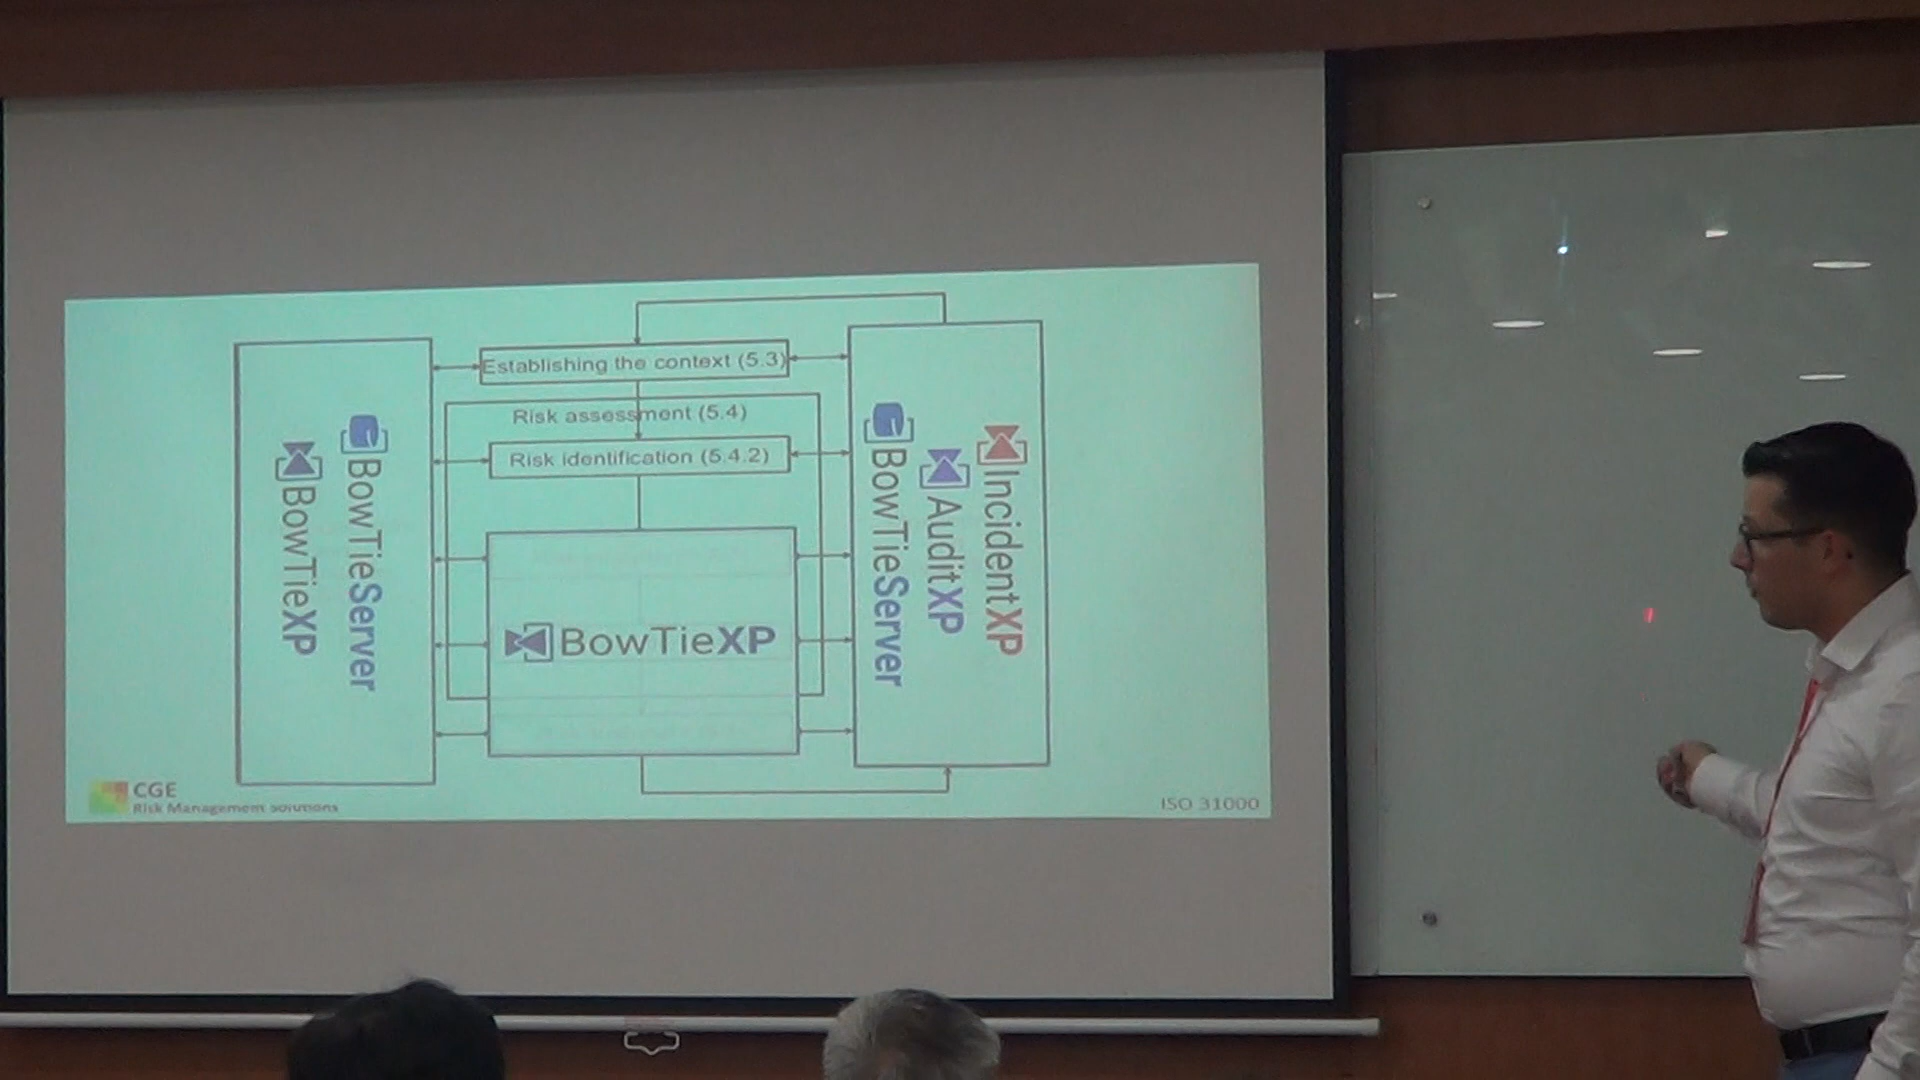 Establishing the context (5.3)
Risk assessment (5.4)
Risk identification (5.4.2)
BowTieXP
BowTieServer
BowTieXP
IncidentXP
AuditXP
BowTieServer
CGE
Risk Management Solutions
ISO 31000